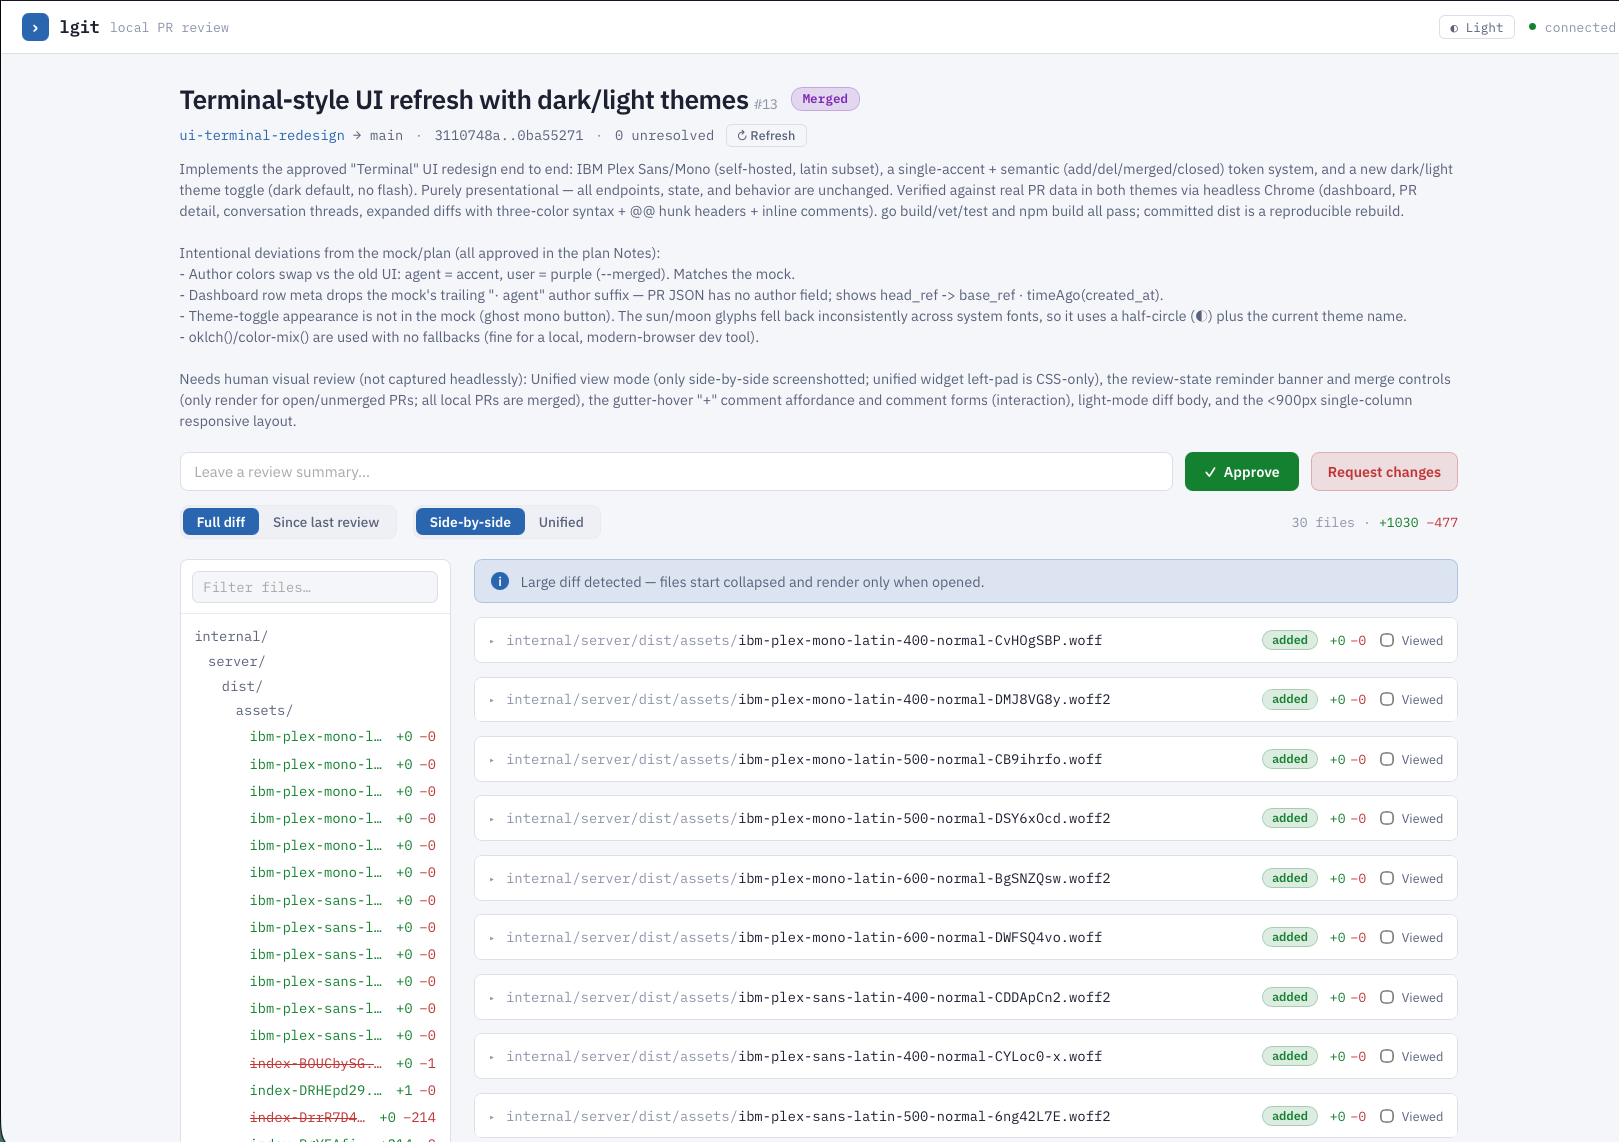 › lgit local PR review
◐ Light ● connected
Terminal-style UI refresh with dark/light themes #13 Merged
ui-terminal-redesign → main · 3110748a..0ba55271 · 0 unresolved Refresh
Implements the approved "Terminal" UI redesign end to end: IBM Plex Sans/Mono (self-hosted, latin subset), a single-accent + semantic (add/del/merged/closed) token system, and a new dark/light
theme toggle (dark default, no flash). Purely presentational — all endpoints, state, and behavior are unchanged. Verified against real PR data in both themes via headless Chrome (dashboard, PR
detail, conversation threads, expanded diffs with three-color syntax + @@ hunk headers + inline comments). go build/vet/test and npm build all pass; committed dist is a reproducible rebuild.
Intentional deviations from the mock/plan (all approved in the plan Notes):
- Author colors swap vs the old UI: agent = accent, user = purple (--merged). Matches the mock.
- Dashboard row meta drops the mock's trailing "· agent" author suffix — PR JSON has no author field; shows head_ref -> base_ref · timeAgo(created_at).
- Theme-toggle appearance is not in the mock (ghost mono button). The sun/moon glyphs fell back inconsistently across system fonts, so it uses a half-circle (◐) plus the current theme name.
- oklch()/color-mix() are used with no fallbacks (fine for a local, modern-browser dev tool).
Needs human visual review (not captured headlessly): Unified view mode (only side-by-side screenshotted; unified widget left-pad is CSS-only), the review-state reminder banner and merge controls
(only render for open/unmerged PRs; all local PRs are merged), the gutter-hover "+" comment affordance and comment forms (interaction), light-mode diff body, and the <900px single-column
responsive layout.
Leave a review summary...
✓ Approve
Request changes
Full diff Since last review Side-by-side Unified
30 files · +1030 −477
Filter files…
internal/
server/
dist/
assets/
ibm-plex-mono-l… +0 −0
ibm-plex-mono-l… +0 −0
ibm-plex-mono-l… +0 −0
ibm-plex-mono-l… +0 −0
ibm-plex-mono-l… +0 −0
ibm-plex-mono-l… +0 −0
ibm-plex-sans-l… +0 −0
ibm-plex-sans-l… +0 −0
ibm-plex-sans-l… +0 −0
ibm-plex-sans-l… +0 −0
ibm-plex-sans-l… +0 −0
ibm-plex-sans-l… +0 −0
index-BOUCbySG.… +0 −1
index-DRHEpd29.… +1 −0
index-DrrR7D4… +0 −214
Large diff detected — files start collapsed and render only when opened.
internal/server/dist/assets/ibm-plex-mono-latin-400-normal-CvHOgSBP.woff added +0 −0 Viewed
internal/server/dist/assets/ibm-plex-mono-latin-400-normal-DMJ8VG8y.woff2 added +0 −0 Viewed
internal/server/dist/assets/ibm-plex-mono-latin-500-normal-CB9ihrfo.woff added +0 −0 Viewed
internal/server/dist/assets/ibm-plex-mono-latin-500-normal-DSY6xOcd.woff2 added +0 −0 Viewed
internal/server/dist/assets/ibm-plex-mono-latin-600-normal-BgSNZQsw.woff2 added +0 −0 Viewed
internal/server/dist/assets/ibm-plex-mono-latin-600-normal-DWFSQ4vo.woff added +0 −0 Viewed
internal/server/dist/assets/ibm-plex-sans-latin-400-normal-CDDApCn2.woff2 added +0 −0 Viewed
internal/server/dist/assets/ibm-plex-sans-latin-400-normal-CYLoc0-x.woff added +0 −0 Viewed
internal/server/dist/assets/ibm-plex-sans-latin-500-normal-6ng42L7E.woff2 added +0 −0 Viewed